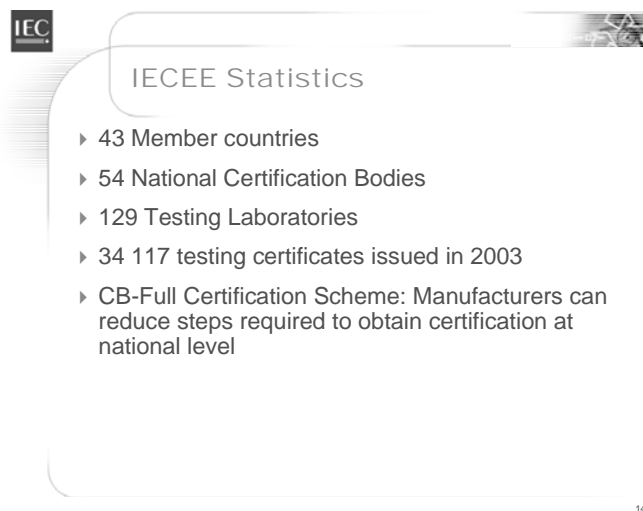 IEC
IECEE Statistics
43 Member countries
54 National Certification Bodies
129 Testing Laboratories
34 117 testing certificates issued in 2003
CB-Full Certification Scheme: Manufacturers can
reduce steps required to obtain certification at
national level